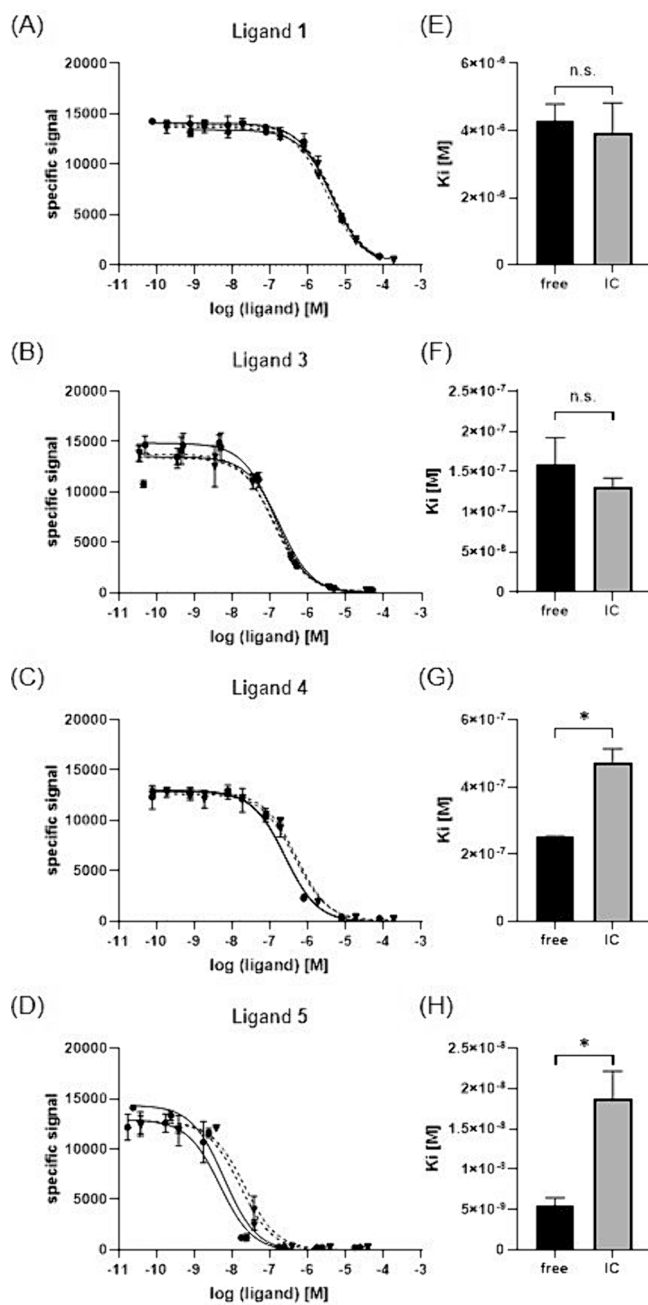 (A)
Ligand 1
specific signal
20000
15000
10000
5000
0
-11 -10 -9 -8 -7 -6 -5 -4 -3
log (ligand) [M]
(E)
Ki [M]
6×10⁻⁶
4×10⁻⁶
2×10⁻⁶
0
n.s.
free IC
(B)
Ligand 3
specific signal
20000
15000
10000
5000
0
-11 -10 -9 -8 -7 -6 -5 -4 -3
log (ligand) [M]
(F)
Ki [M]
2.5×10⁻⁷
2×10⁻⁷
1.5×10⁻⁷
1×10⁻⁷
5×10⁻⁸
0
n.s.
free IC
(C)
Ligand 4
specific signal
20000
15000
10000
5000
0
-11 -10 -9 -8 -7 -6 -5 -4 -3
log (ligand) [M]
(G)
Ki [M]
6×10⁻⁷
4×10⁻⁷
2×10⁻⁷
0
*
free IC
(D)
Ligand 5
specific signal
20000
15000
10000
5000
0
-11 -10 -9 -8 -7 -6 -5 -4 -3
log (ligand) [M]
(H)
Ki [M]
2.5×10⁻⁸
2×10⁻⁸
1.5×10⁻⁸
1×10⁻⁸
5×10⁻⁹
0
*
free IC